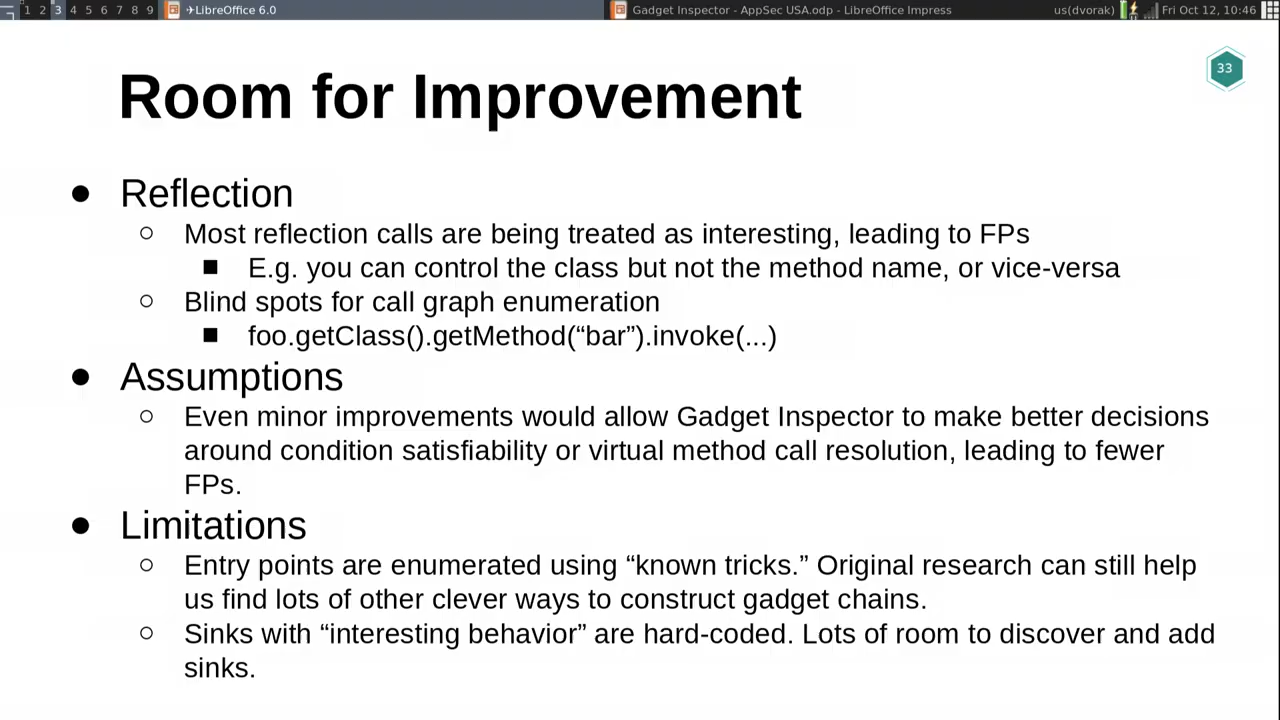 1 2 3 4 5 6 7 8 9 ✈LibreOffice 6.0 Gadget Inspector - AppSec USA.odp - LibreOffice Impress us(dvorak) Fri Oct 12, 10:46
33
Room for Improvement
● Reflection
○ Most reflection calls are being treated as interesting, leading to FPs
■ E.g. you can control the class but not the method name, or vice-versa
○ Blind spots for call graph enumeration
■ foo.getClass().getMethod(“bar”).invoke(...)
● Assumptions
○ Even minor improvements would allow Gadget Inspector to make better decisions
around condition satisfiability or virtual method call resolution, leading to fewer
FPs.
● Limitations
○ Entry points are enumerated using “known tricks.” Original research can still help
us find lots of other clever ways to construct gadget chains.
○ Sinks with “interesting behavior” are hard-coded. Lots of room to discover and add
sinks.